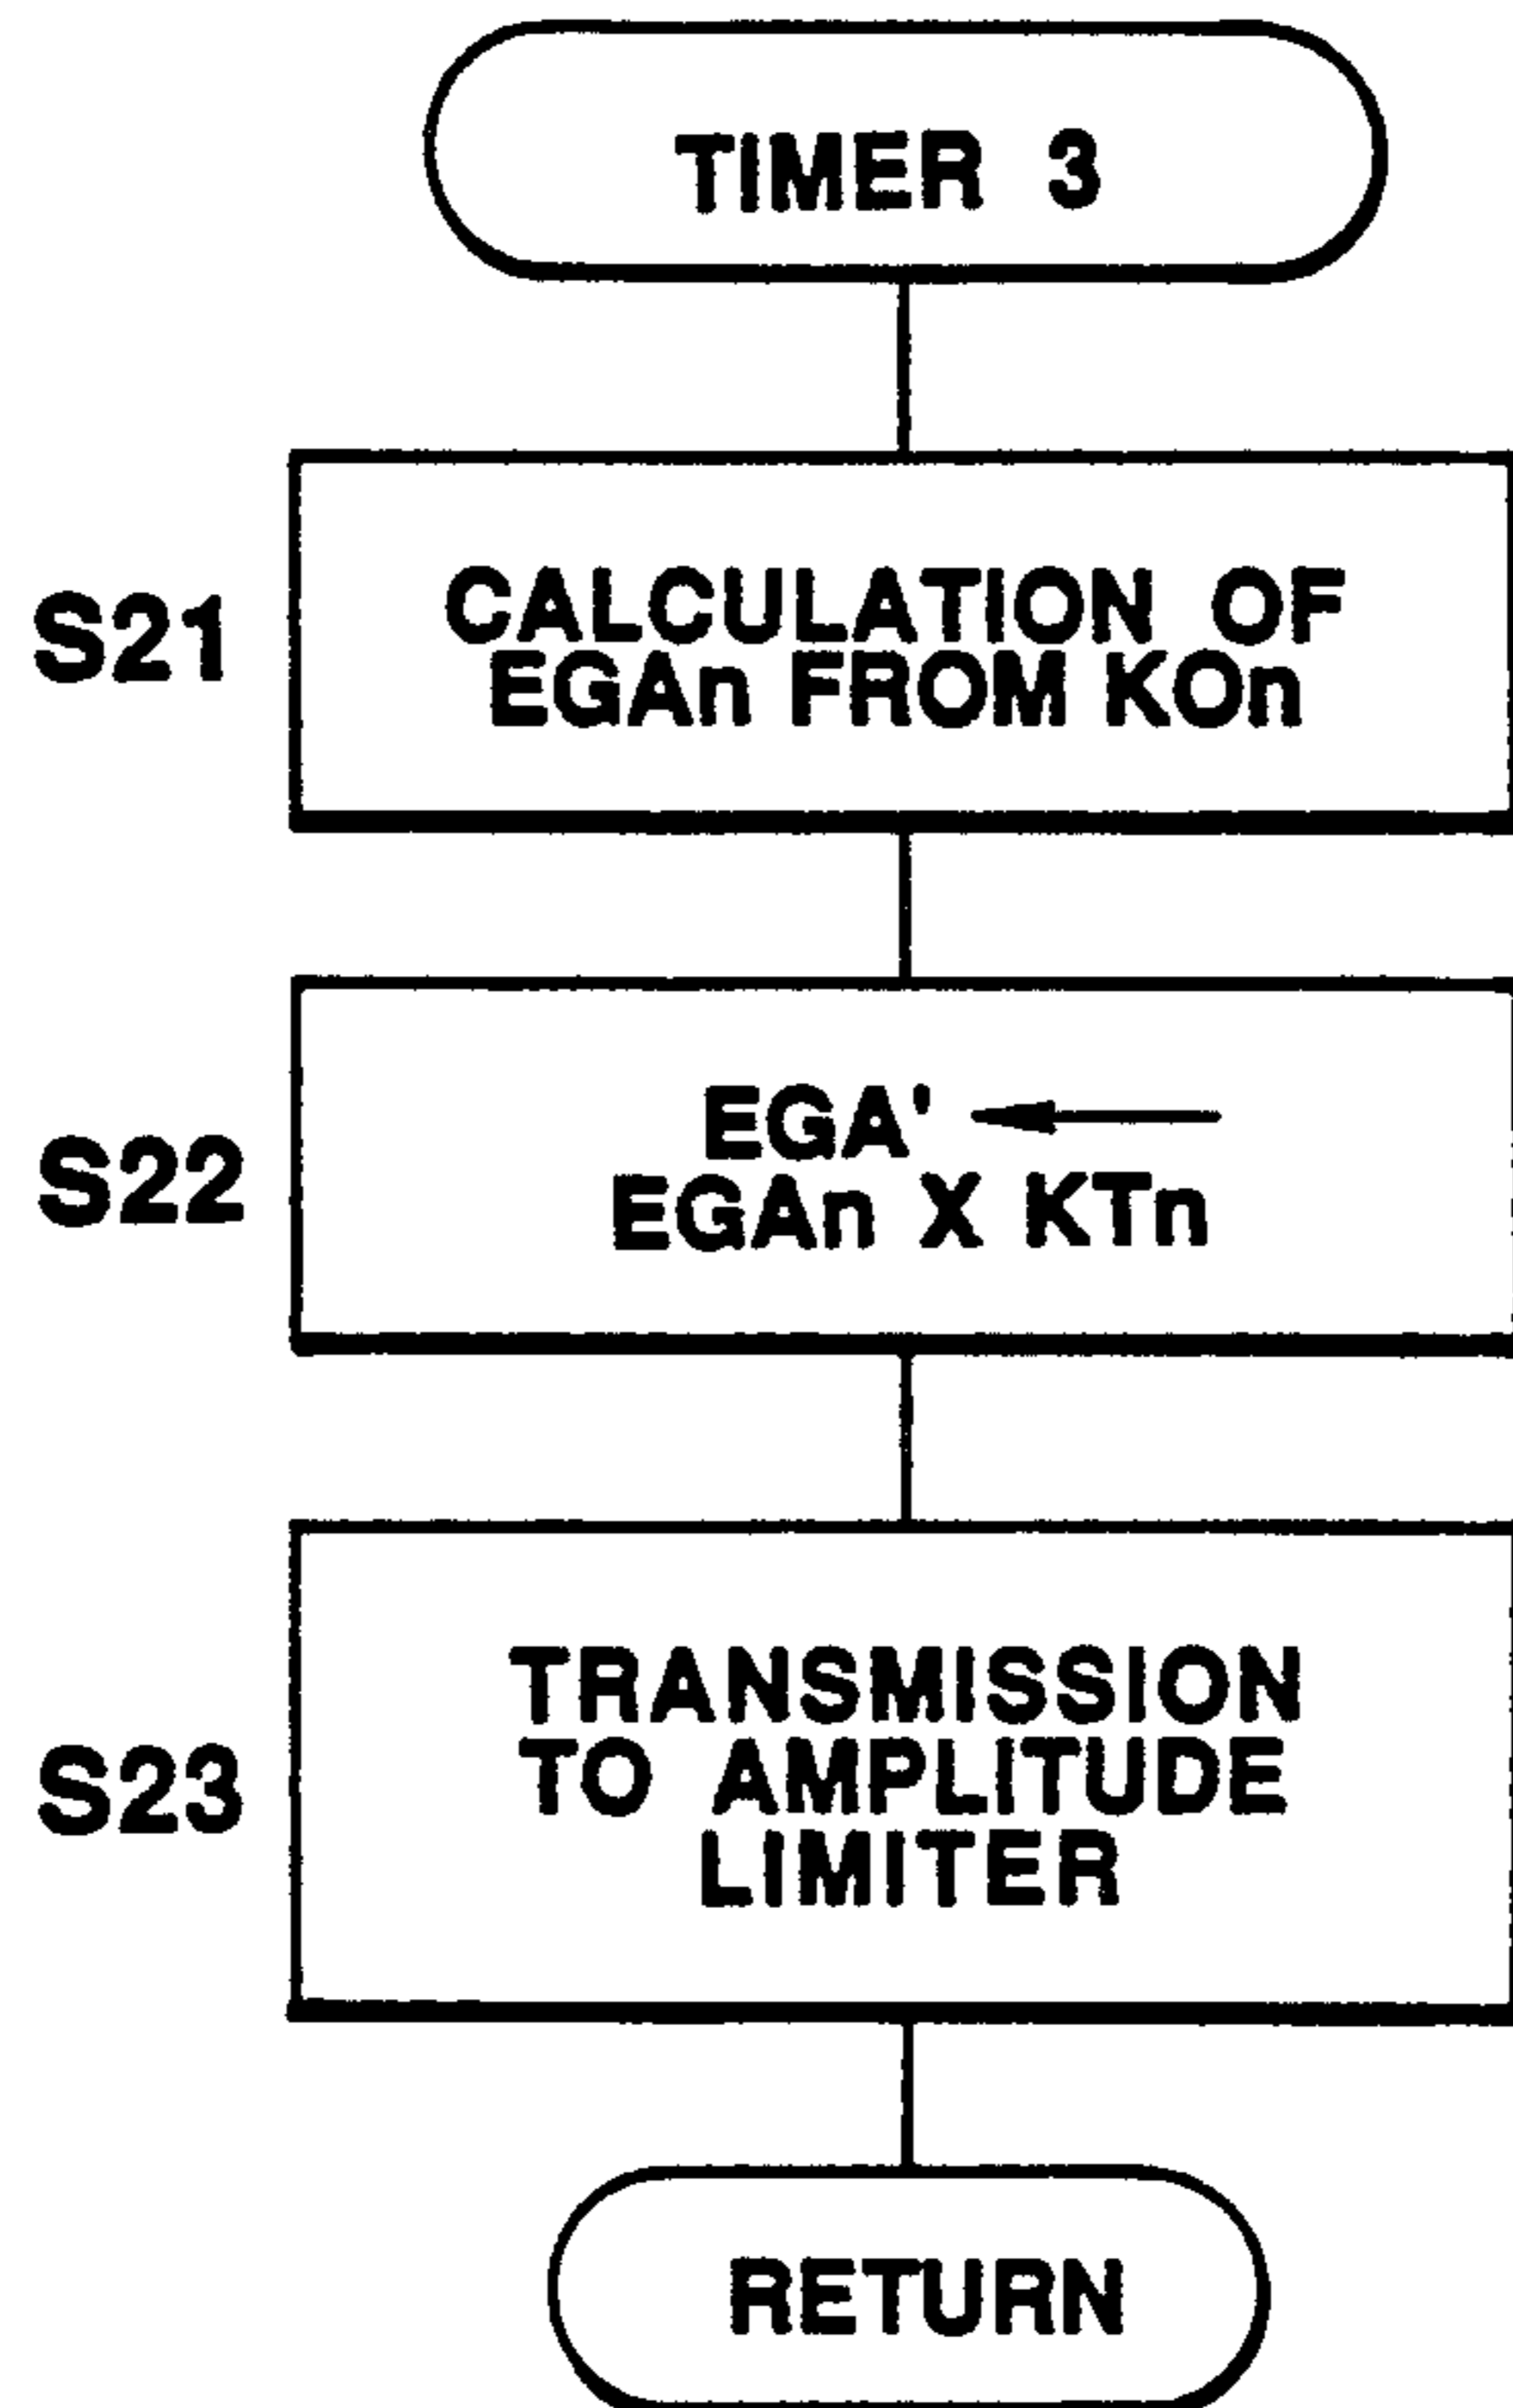 TIMER 3
S21
CALCULATION OF
EGAn FROM KOn
S22
EGA' ←
EGAn X KTn
S23
TRANSMISSION
TO AMPLITUDE
LIMITER
RETURN